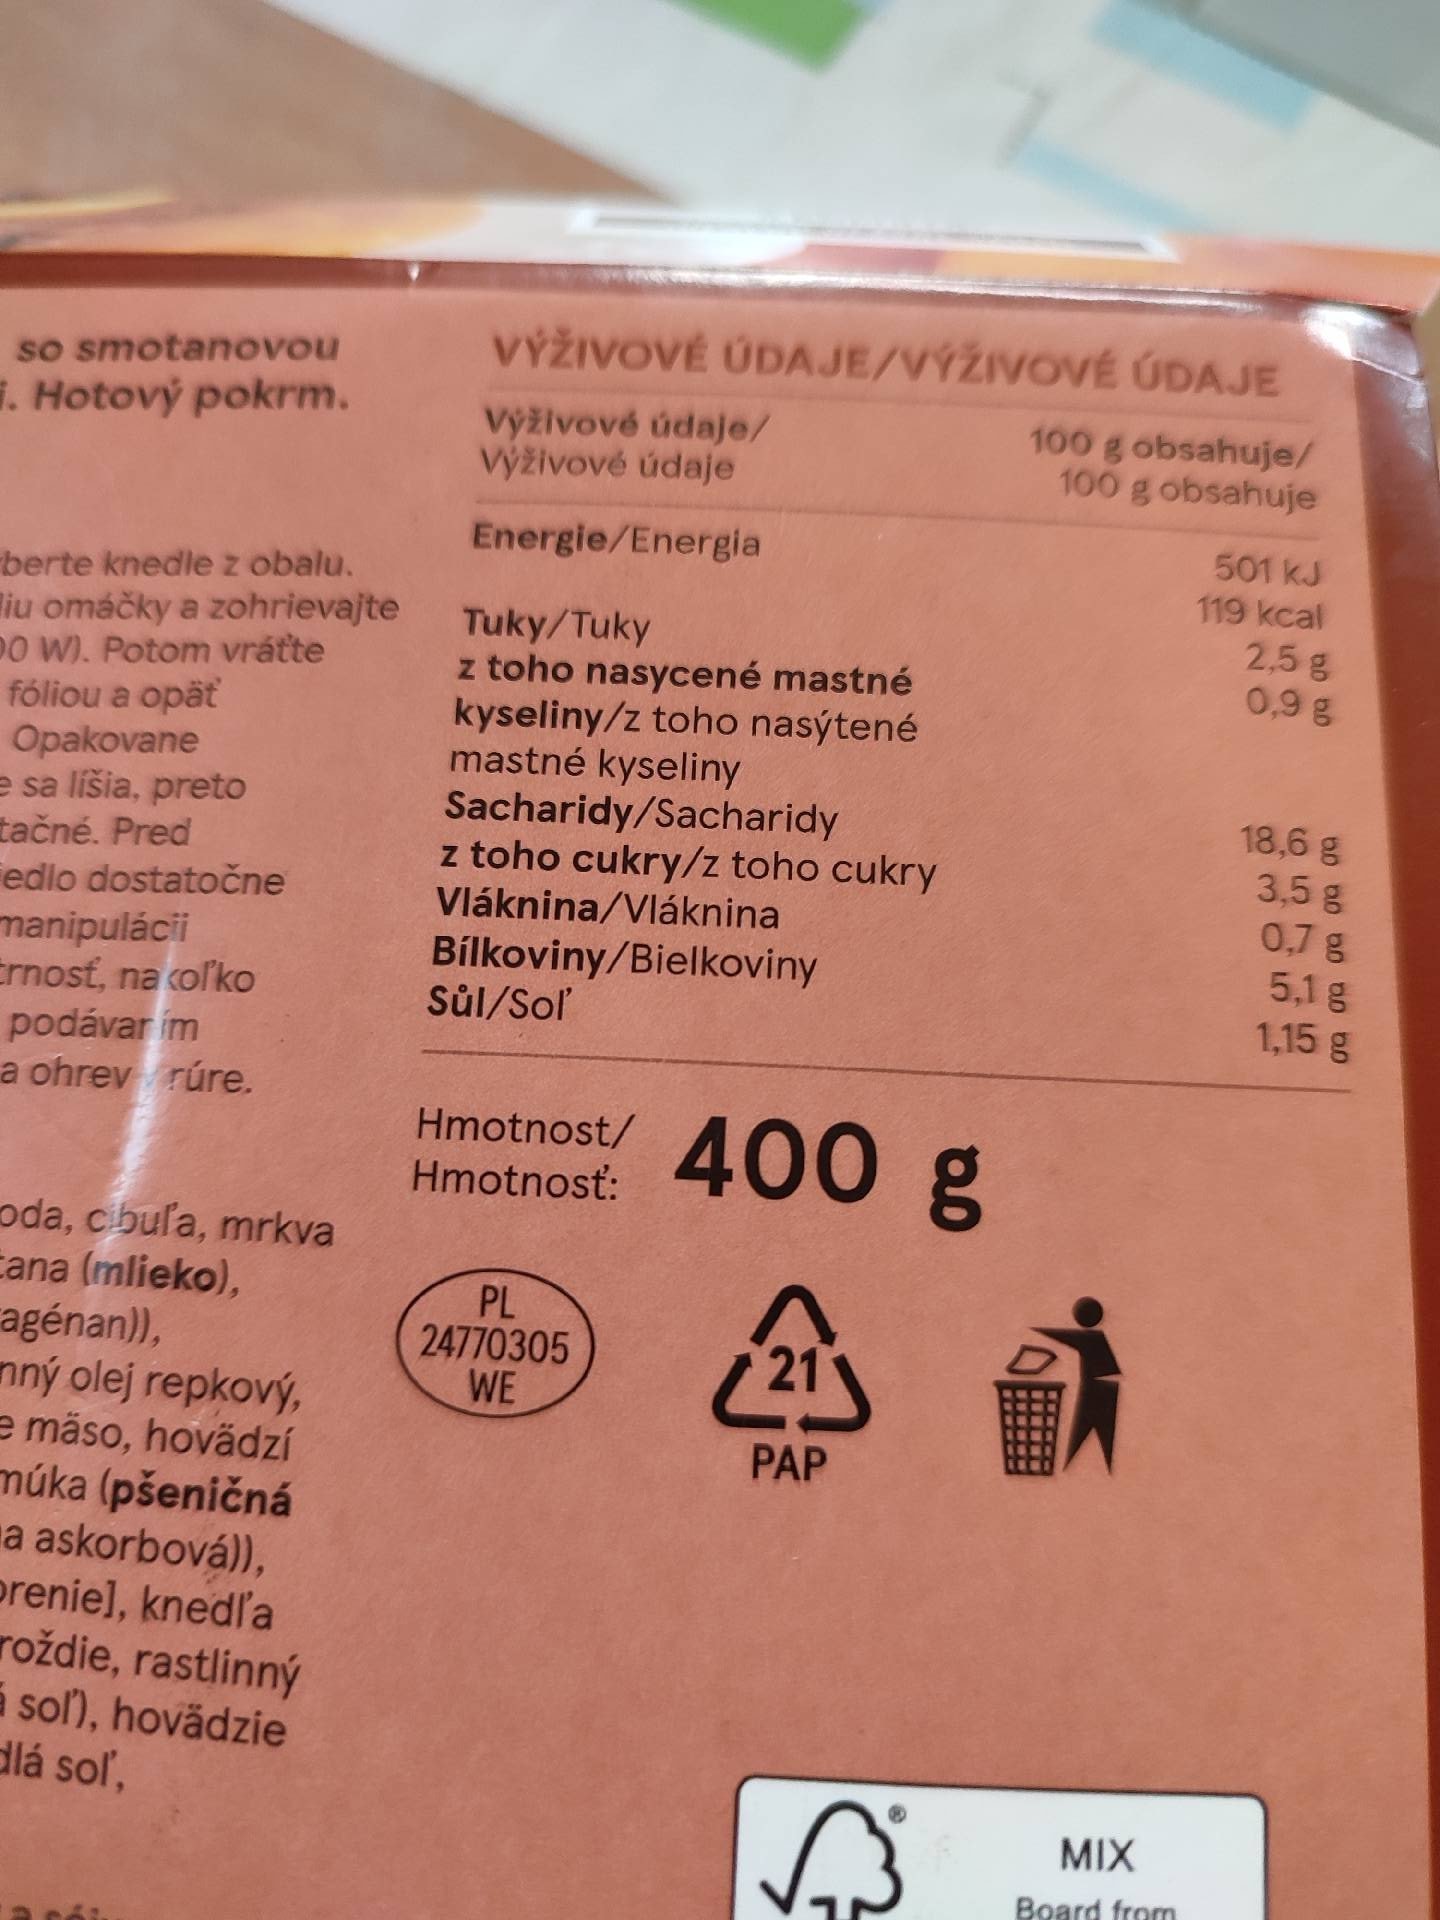 so smotanovou
i. Hotový pokrm.
berte knedle z obalu.
liu omáčky a zohrievajte
00 W). Potom vráťte
fóliou a opäť
Opakovane
e sa líšia, preto
tačné. Pred
jedlo dostatočne
manipulácii
trnosť, nakoľko
podávaním
a ohrev v rúre.
oda, cibuľa, mrkva
tana (mlieko),
agénan)),
nný olej repkový,
e mäso, hovädzí
múka (pšeničná
na askorbová)),
orenie], knedľa
roždie, rastlinný
á soľ), hovädzie
dlá soľ,
VÝŽIVOVÉ ÚDAJE/VÝŽIVOVÉ ÚDAJE
Výživové údaje/ 100 g obsahuje/
Výživové údaje 100 g obsahuje
Energie/Energia 501 kJ
119 kcal
Tuky/Tuky 2,5 g
z toho nasycené mastné 0,9 g
kyseliny/z toho nasýtené
mastné kyseliny
Sacharidy/Sacharidy 18,6 g
z toho cukry/z toho cukry 3,5 g
Vláknina/Vláknina 0,7 g
Bílkoviny/Bielkoviny 5,1 g
Sůl/Soľ 1,15 g
Hmotnost/ 400 g
Hmotnosť:
PL
24770305
WE
21
PAP
®
MIX
Board from